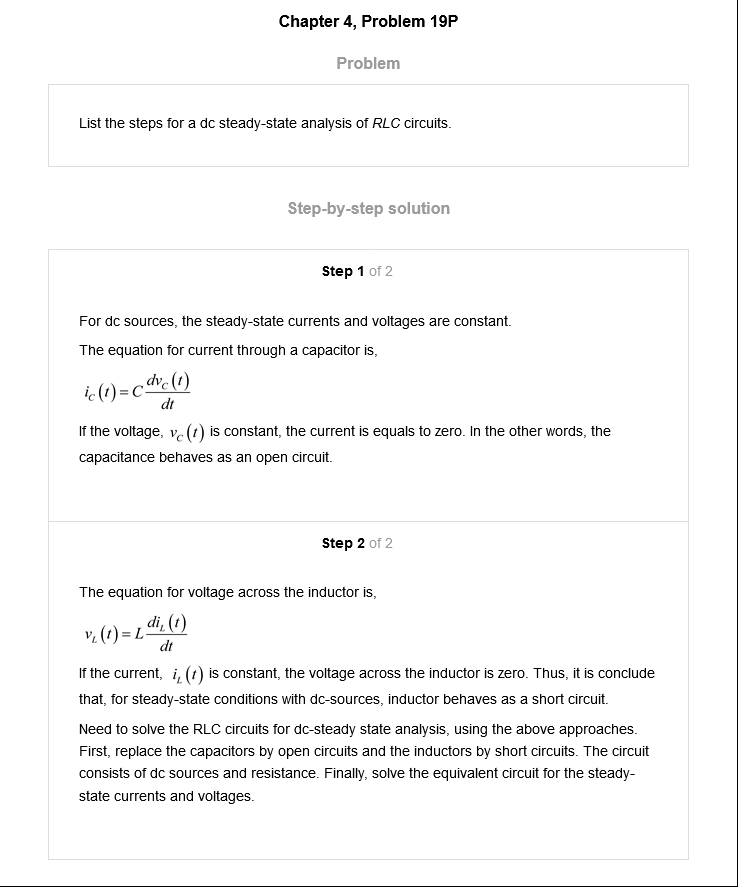 Chapter 4, Problem 19P
Problem
List the steps for a dc steady-state analysis of RLC circuits.
Step-by-step solution
Step 1 of 2
For dc sources, the steady-state currents and voltages are constant.
The equation for current through a capacitor is,
i_C(t) = C dv_C(t)/dt
If the voltage, v_C(t) is constant, the current is equals to zero. In the other words, the
capacitance behaves as an open circuit.
Step 2 of 2
The equation for voltage across the inductor is,
v_L(t) = L di_L(t)/dt
If the current, i_L(t) is constant, the voltage across the inductor is zero. Thus, it is conclude
that, for steady-state conditions with dc-sources, inductor behaves as a short circuit.
Need to solve the RLC circuits for dc-steady state analysis, using the above approaches.
First, replace the capacitors by open circuits and the inductors by short circuits. The circuit
consists of dc sources and resistance. Finally, solve the equivalent circuit for the steady-
state currents and voltages.